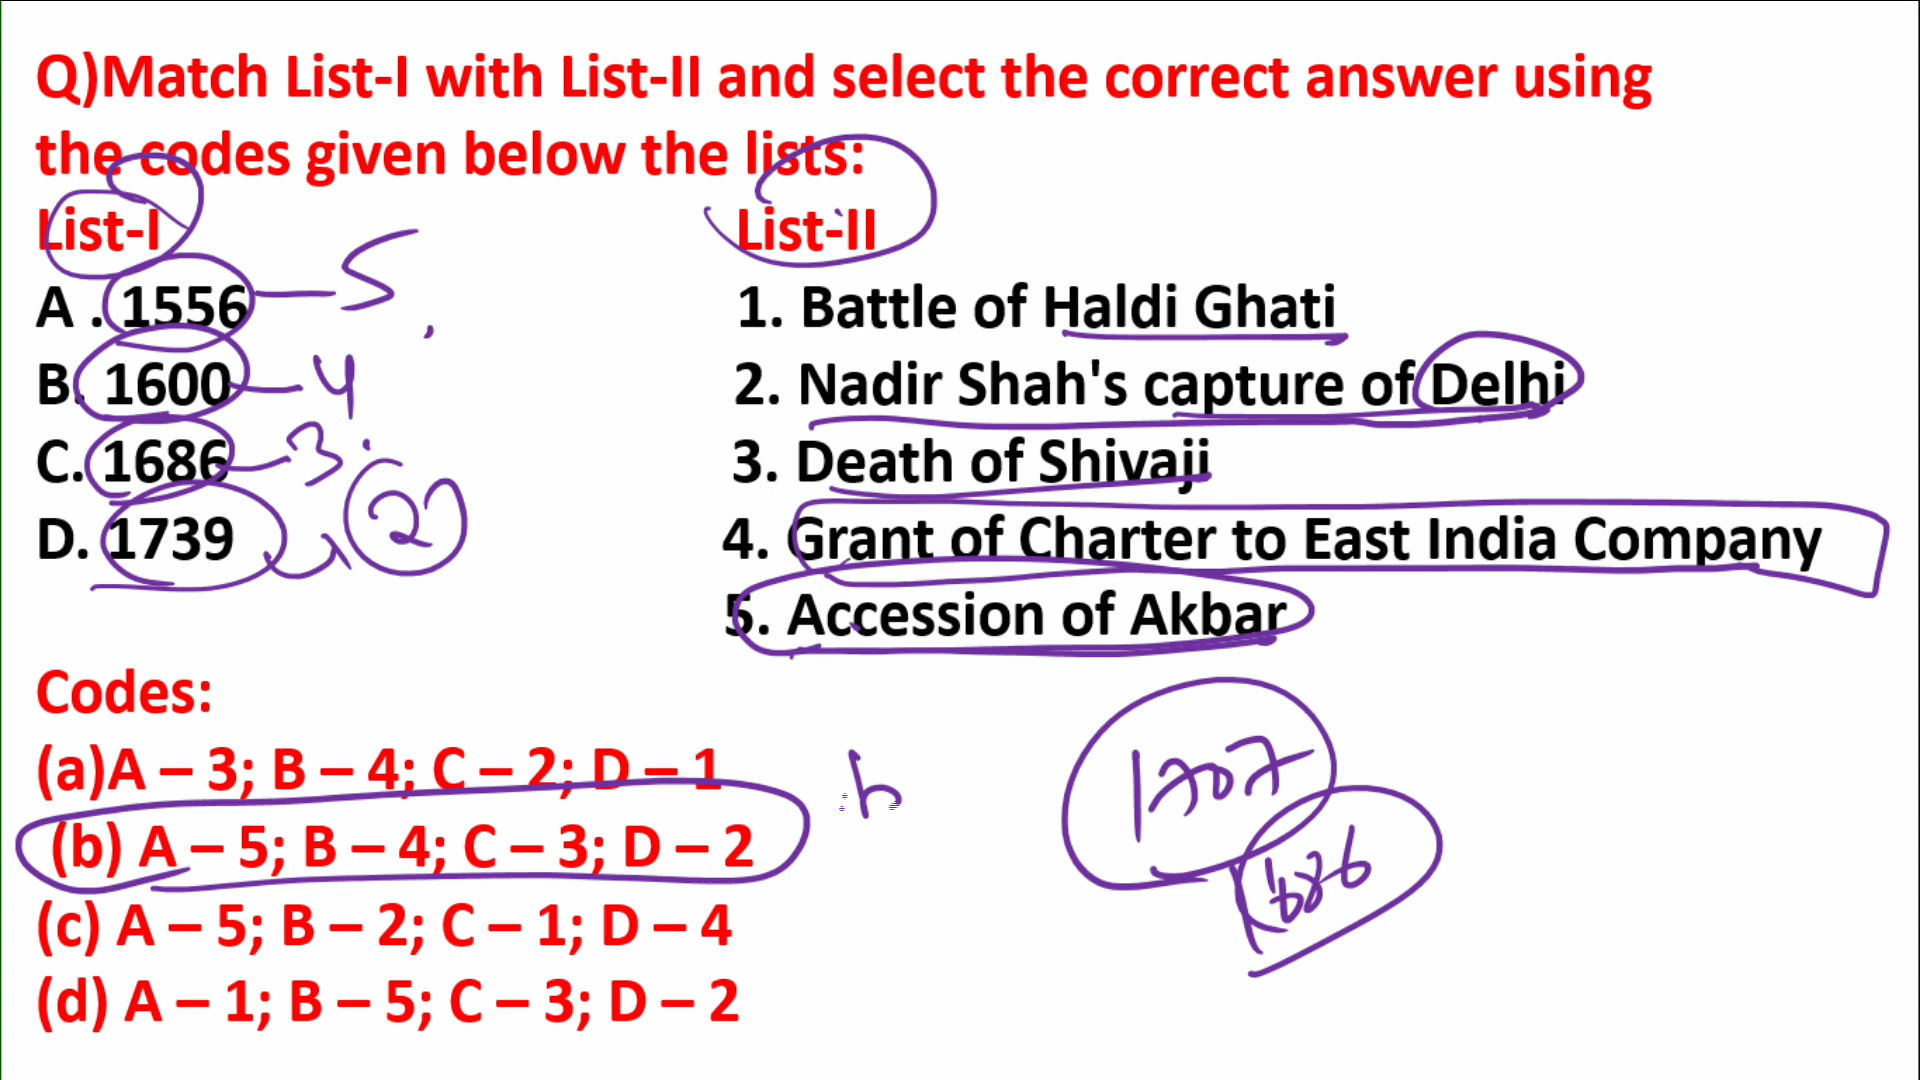 Q)Match List-I with List-II and select the correct answer using
the codes given below the lists:
List-I List-II
A . 1556 5 1. Battle of Haldi Ghati
B. 1600 4 2. Nadir Shah's capture of Delhi
C. 1686 3 3. Death of Shivaji
D. 1739 2 4. Grant of Charter to East India Company
5. Accession of Akbar
Codes:
(a)A – 3; B – 4; C – 2; D – 1 b 1707
(b) A – 5; B – 4; C – 3; D – 2 1686
(c) A – 5; B – 2; C – 1; D – 4
(d) A – 1; B – 5; C – 3; D – 2